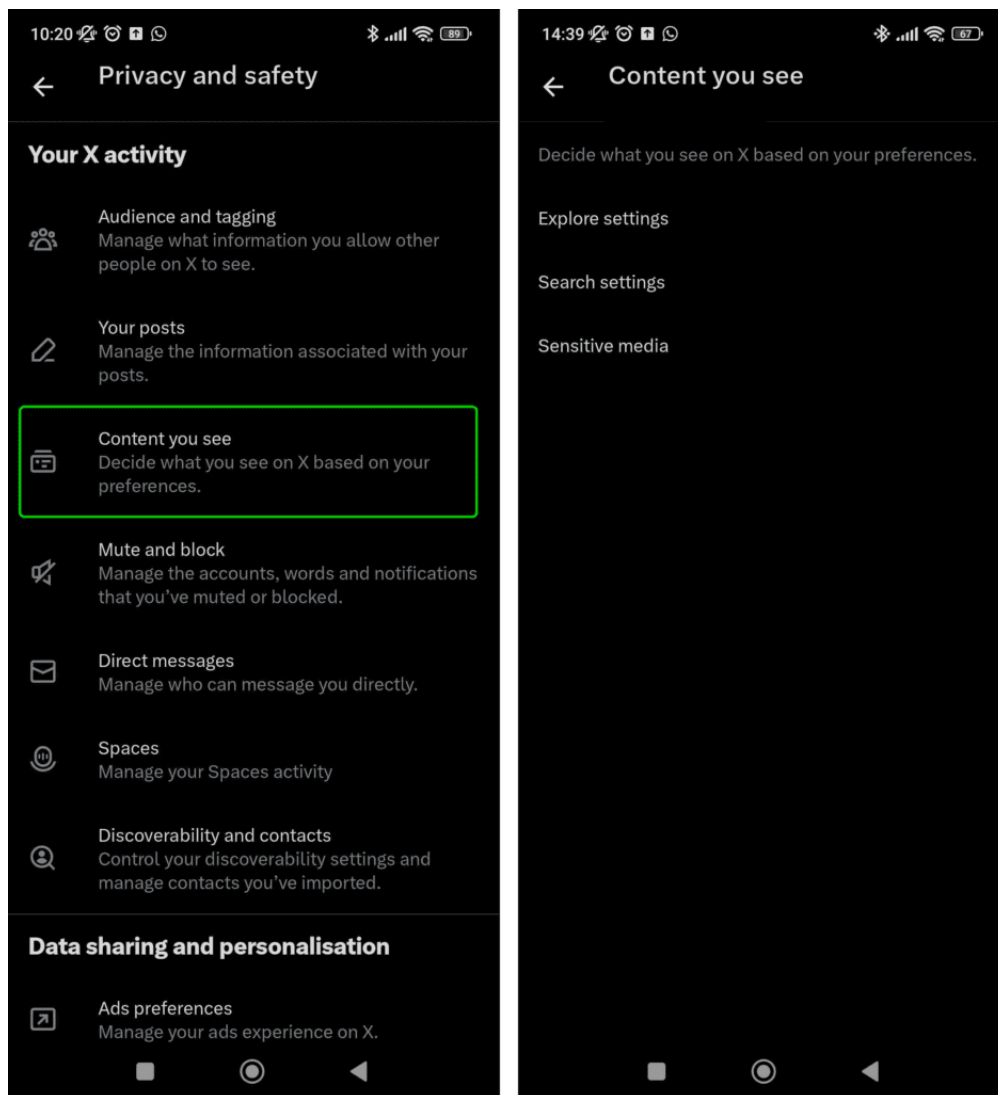 10:20
89
Privacy and safety
Your X activity
Audience and tagging
Manage what information you allow other
people on X to see.
Your posts
Manage the information associated with your
posts.
Content you see
Decide what you see on X based on your
preferences.
Mute and block
Manage the accounts, words and notifications
that you’ve muted or blocked.
Direct messages
Manage who can message you directly.
Spaces
Manage your Spaces activity
Discoverability and contacts
Control your discoverability settings and
manage contacts you’ve imported.
Data sharing and personalisation
Ads preferences
Manage your ads experience on X.
14:39
67
Content you see
Decide what you see on X based on your preferences.
Explore settings
Search settings
Sensitive media